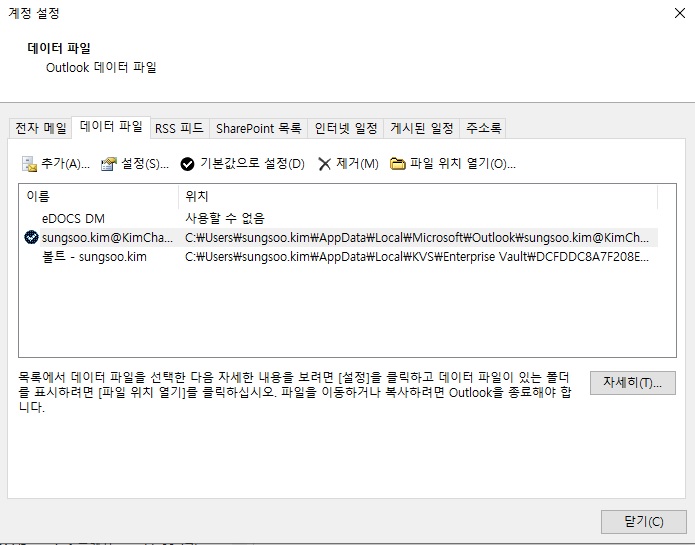 계정 설정
데이터 파일
Outlook 데이터 파일
전자 메일 데이터 파일 RSS 피드 SharePoint 목록 인터넷 일정 게시된 일정 주소록
추가(A)... 설정(S)... 기본값으로 설정(D) 제거(M) 파일 위치 열기(O)...
이름 위치
eDOCS DM 사용할 수 없음
sungsoo.kim@KimCha... C:₩Users₩sungsoo.kim₩AppData₩Local₩Microsoft₩Outlook₩sungsoo.kim@KimCh...
볼트 - sungsoo.kim C:₩Users₩sungsoo.kim₩AppData₩Local₩KVS₩Enterprise Vault₩DCFDDC8A7F208E...
목록에서 데이터 파일을 선택한 다음 자세한 내용을 보려면 [설정]을 클릭하고 데이터 파일이 있는 폴더
를 표시하려면 [파일 위치 열기]를 클릭하십시오. 파일을 이동하거나 복사하려면 Outlook을 종료해야 합
니다.
자세히(T)...
닫기(C)